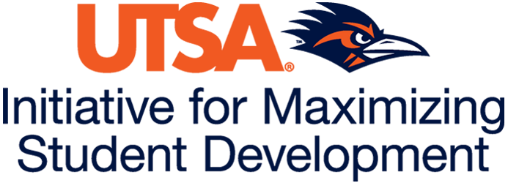 UTSA®
Initiative for Maximizing
Student Development